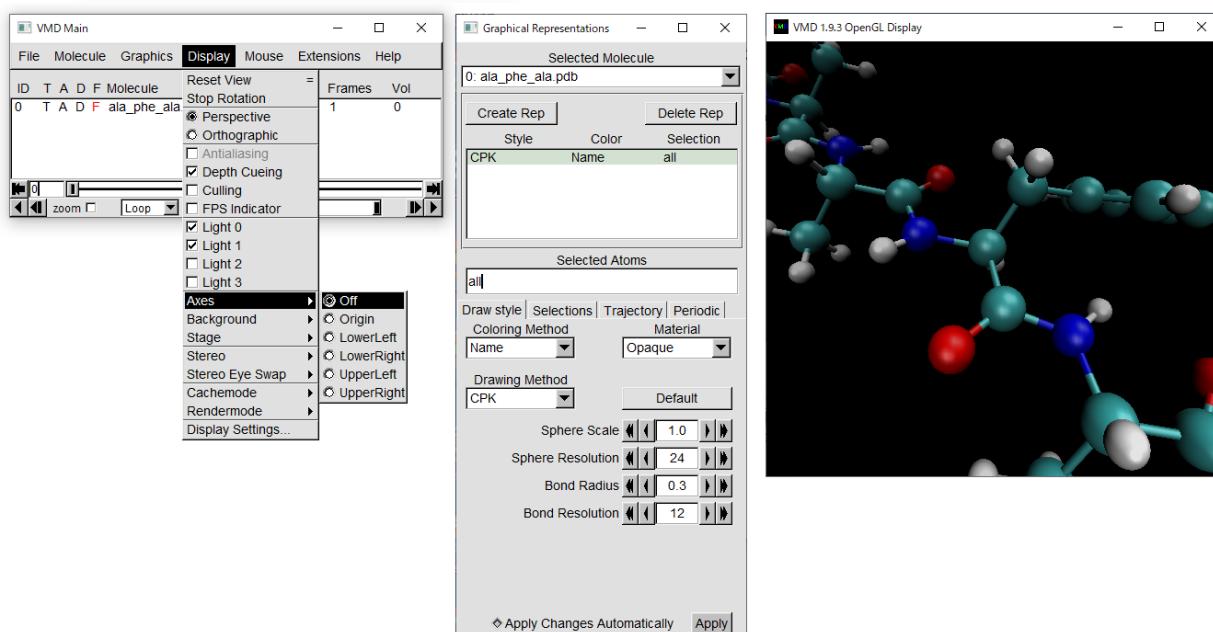 VMD Main
File Molecule Graphics Display Mouse Extensions Help
ID T A D F Molecule Frames Vol
0 T A D F ala_phe_ala. 1 0
0
zoom Loop
Reset View =
Stop Rotation
Perspective
Orthographic
Antialiasing
Depth Cueing
Culling
FPS Indicator
Light 0
Light 1
Light 2
Light 3
Axes
Background
Stage
Stereo
Stereo Eye Swap
Cachemode
Rendermode
Display Settings...
Off
Origin
LowerLeft
LowerRight
UpperLeft
UpperRight
Graphical Representations
Selected Molecule
0: ala_phe_ala.pdb
Create Rep Delete Rep
Style Color Selection
CPK Name all
Selected Atoms
all
Draw style Selections Trajectory Periodic
Coloring Method Material
Name Opaque
Drawing Method
CPK Default
Sphere Scale 1.0
Sphere Resolution 24
Bond Radius 0.3
Bond Resolution 12
Apply Changes Automatically Apply
VMD 1.9.3 OpenGL Display